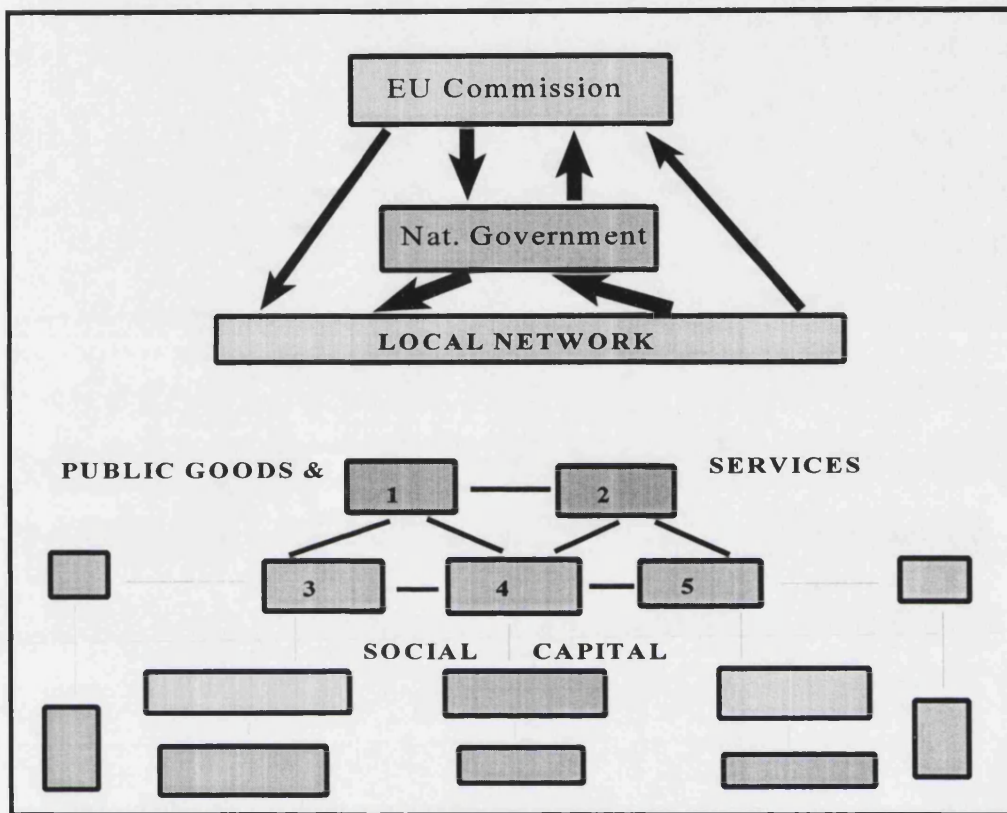 EU Commission
Nat. Government
LOCAL NETWORK
PUBLIC GOODS & SERVICES
1 2
3 4 5
SOCIAL CAPITAL